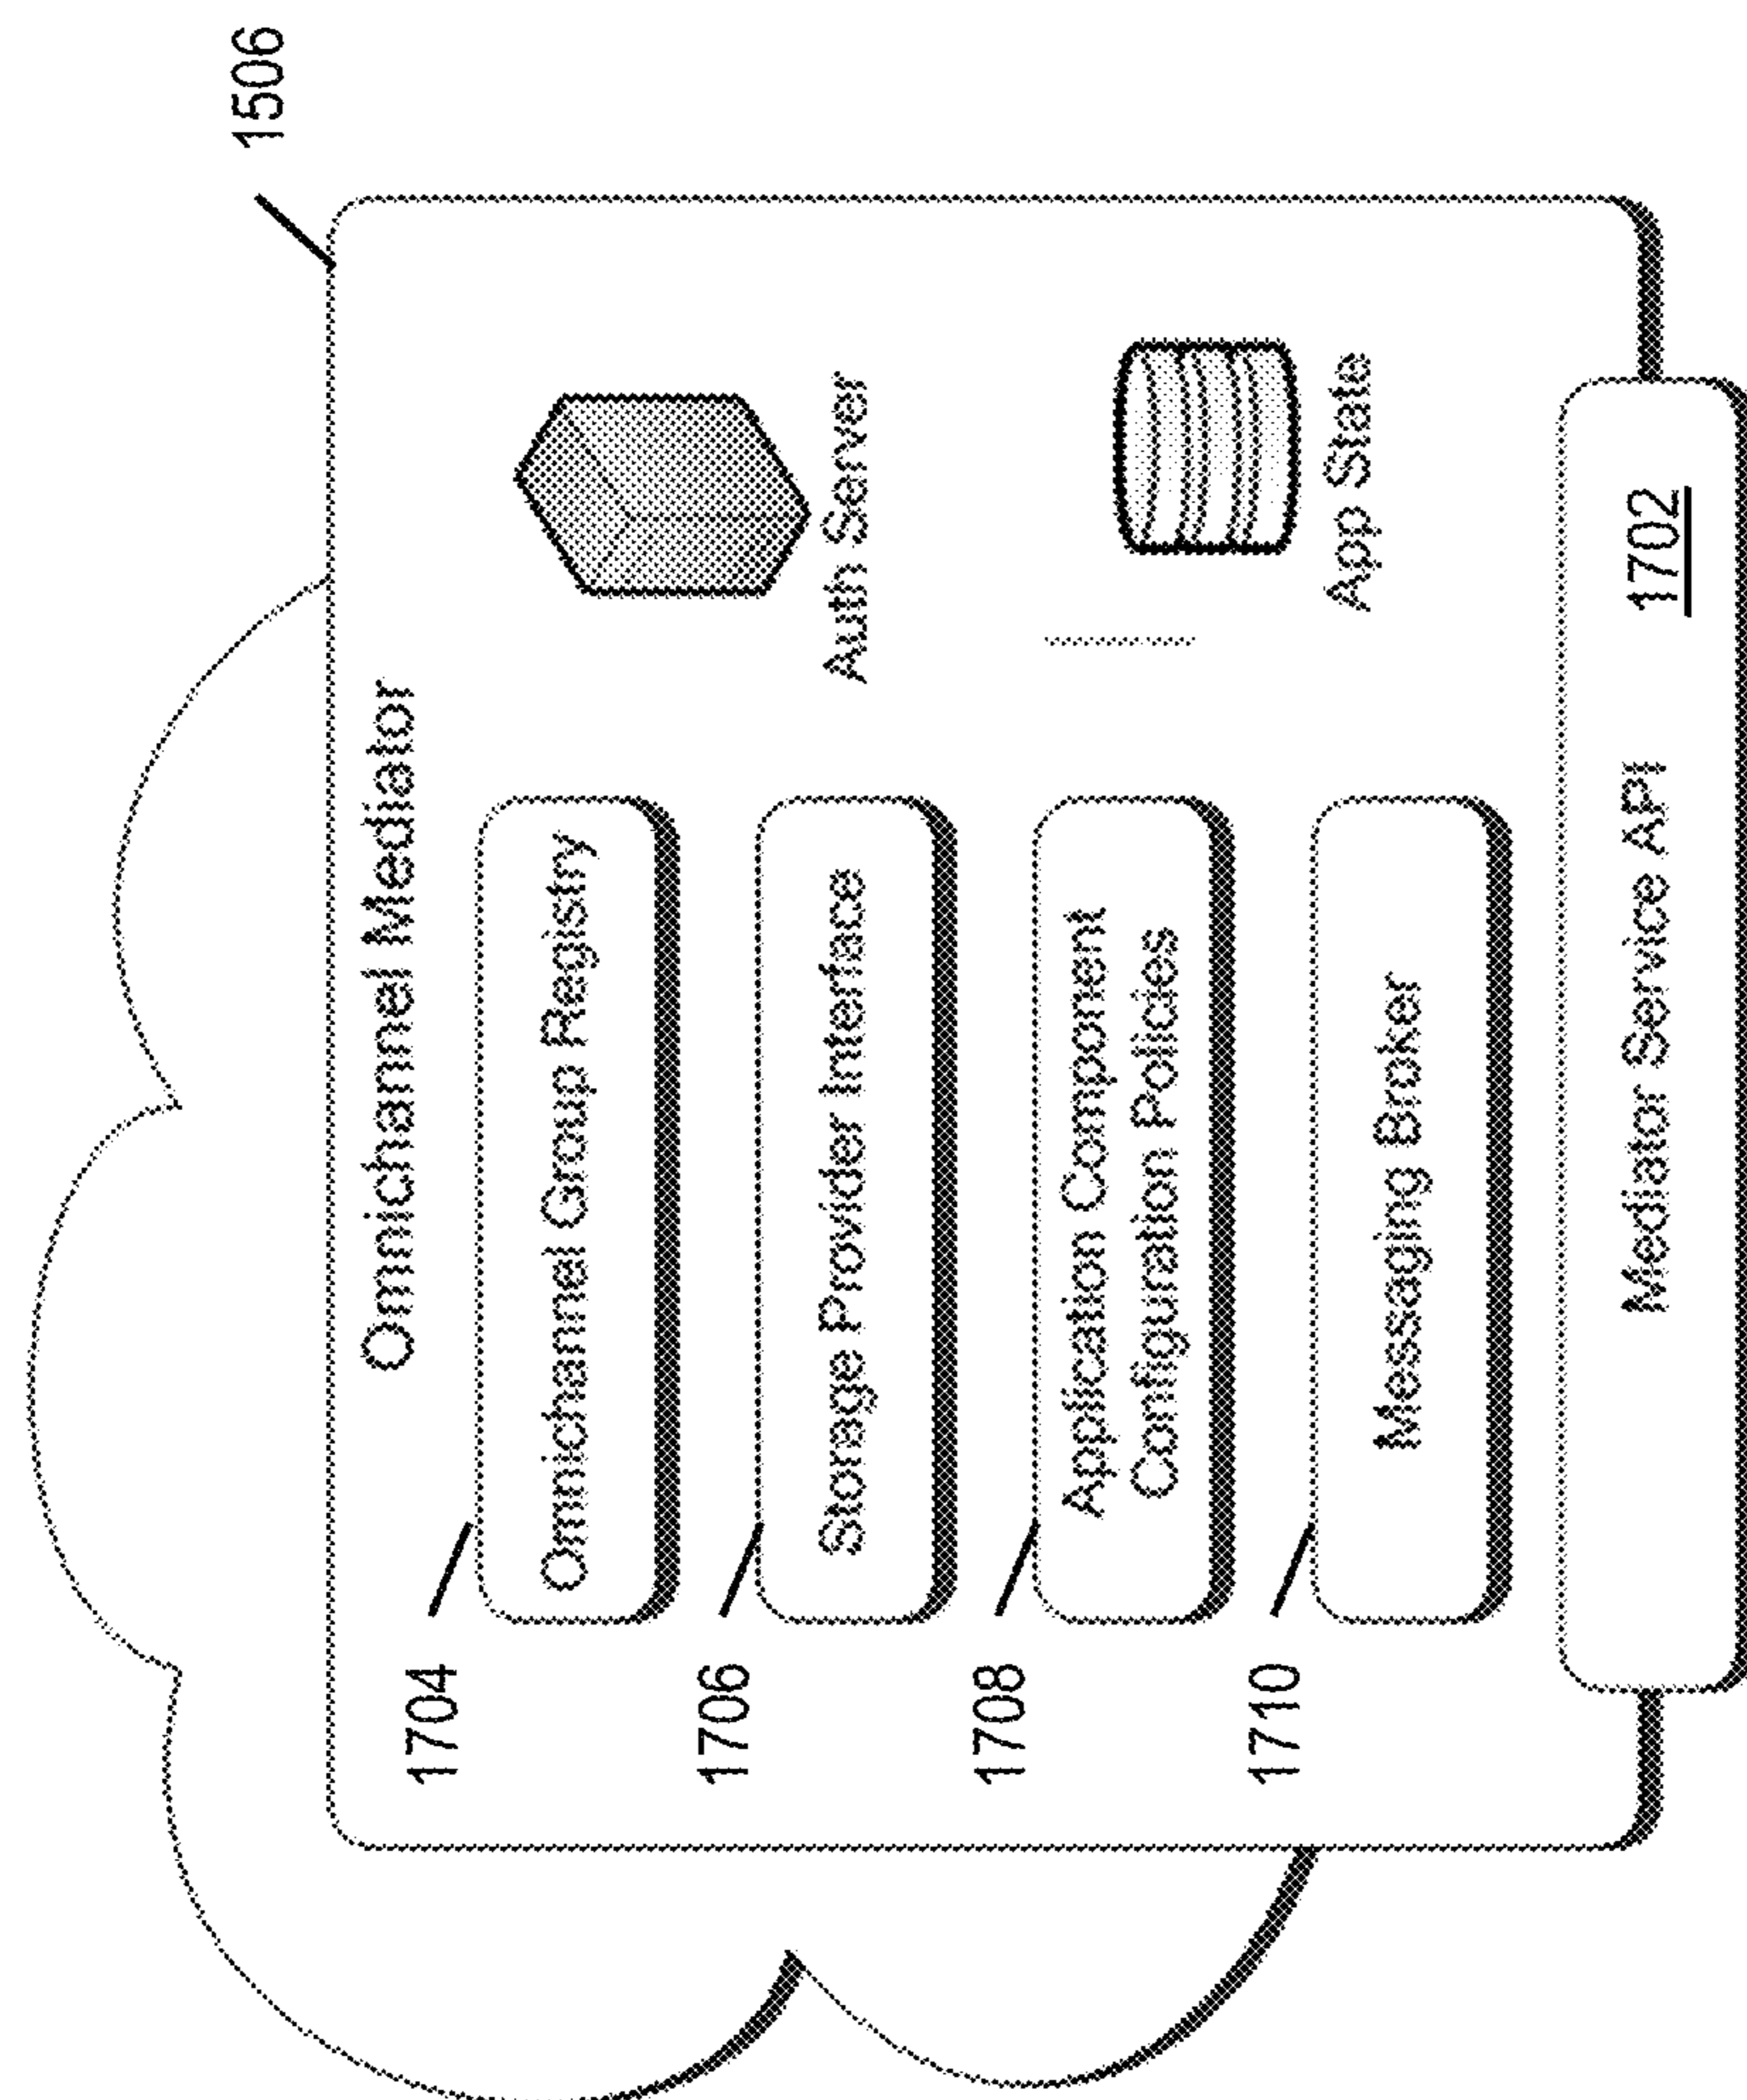 1506
Omnichannel Mediator
1704
Omnichannel Group Registry
Auth Server
1706
Storage Provider Interface
1708
Application Component
Configuration Policies
App State
1710
Messaging Broker
Mediator Service API
1702